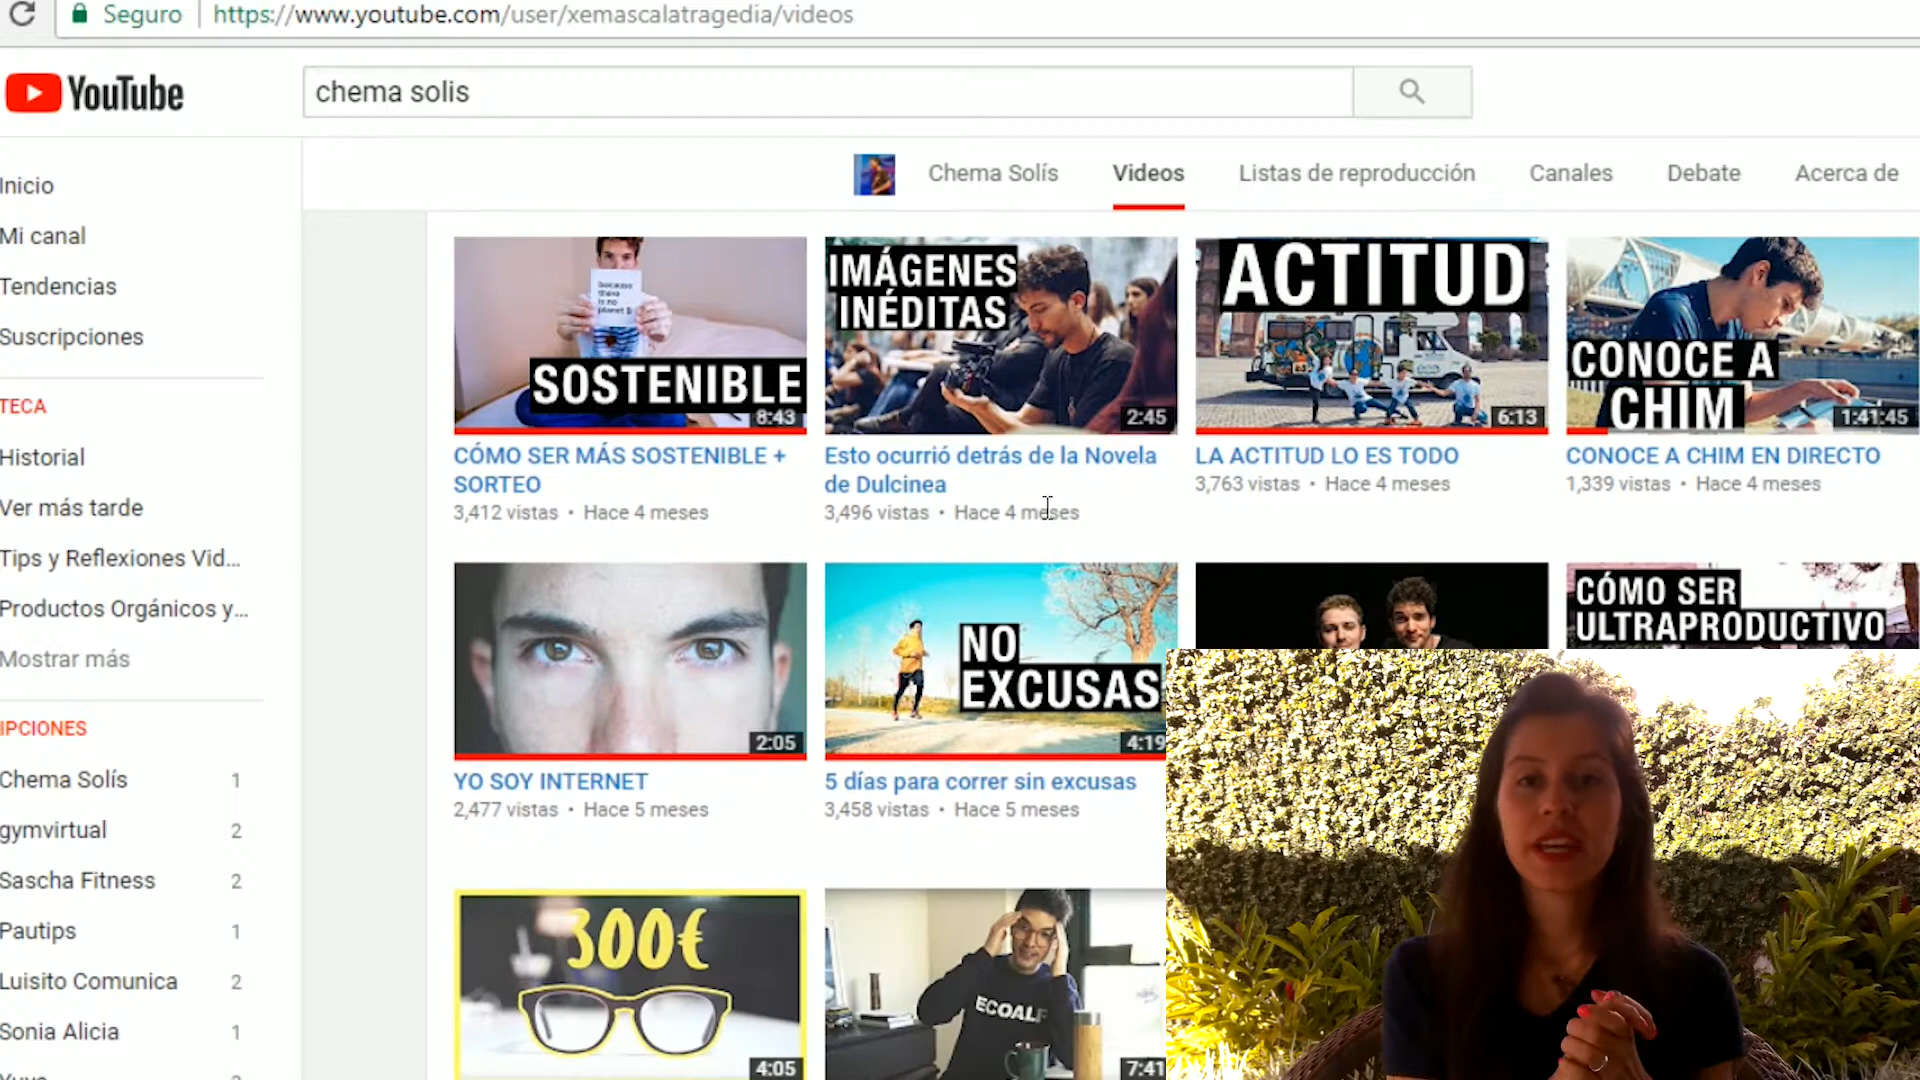 Seguro https://www.youtube.com/user/xemascalatragedia/videos
YouTube
chema solis
Chema Solís Videos Listas de reproducción Canales Debate Acerca de
Inicio
Mi canal
Tendencias
Suscripciones
TECA
Historial
Ver más tarde
Tips y Reflexiones Vid...
Productos Orgánicos y...
Mostrar más
IPCIONES
Chema Solís 1
gymvirtual 2
Sascha Fitness 2
Pautips 1
Luisito Comunica 2
Sonia Alicia 1
because
there
is no
planet B
SOSTENIBLE
8:43
CÓMO SER MÁS SOSTENIBLE +
SORTEO
3,412 vistas • Hace 4 meses
IMÁGENES
INÉDITAS
2:45
Esto ocurrió detrás de la Novela
de Dulcinea
3,496 vistas • Hace 4 meses
ACTITUD
6:13
LA ACTITUD LO ES TODO
3,763 vistas • Hace 4 meses
CONOCE A
CHIM
1:41:45
CONOCE A CHIM EN DIRECTO
1,339 vistas • Hace 4 meses
2:05
YO SOY INTERNET
2,477 vistas • Hace 5 meses
NO
EXCUSAS
4:19
5 días para correr sin excusas
3,458 vistas • Hace 5 meses
CÓMO SER
ULTRAPRODUCTIVO
300€
4:05
ECOALF
7:41